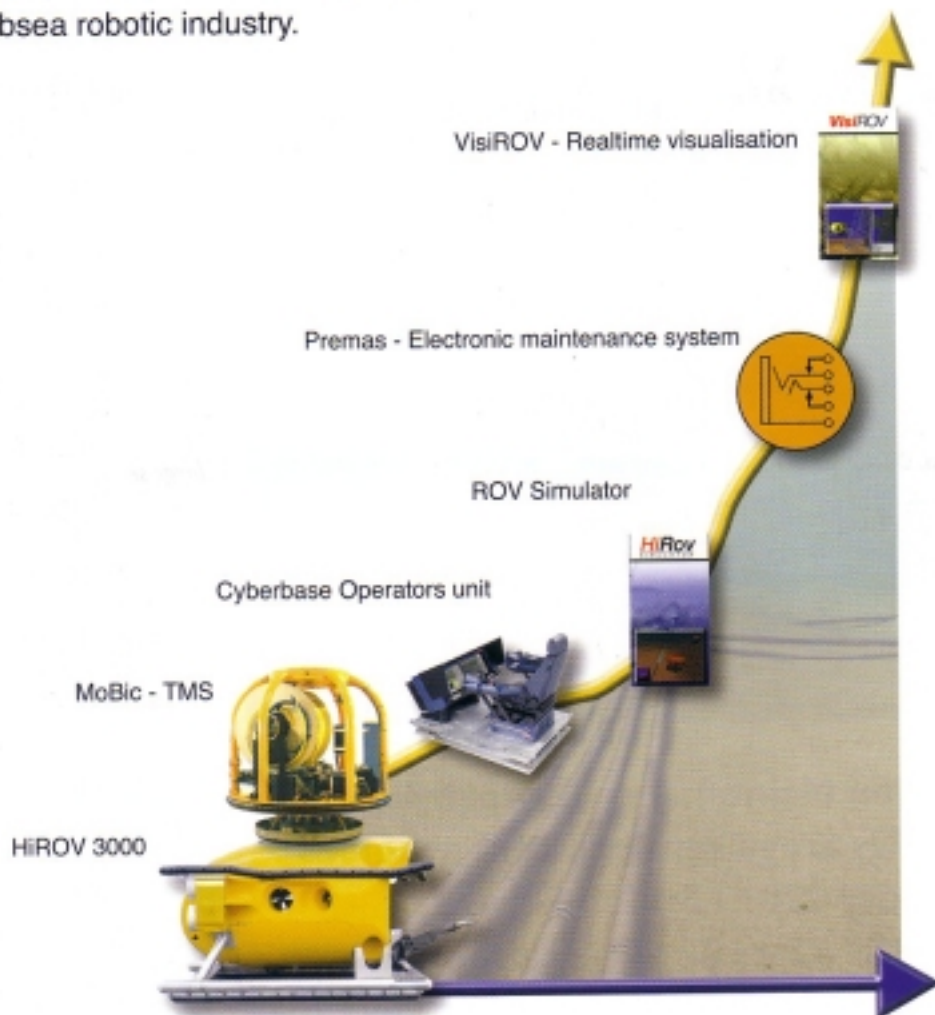 bsea robotic industry.
VisiROV
VisiROV - Realtime visualisation
Premas - Electronic maintenance system
ROV Simulator
HiRov
Cyberbase Operators unit
MoBic - TMS
HiROV 3000